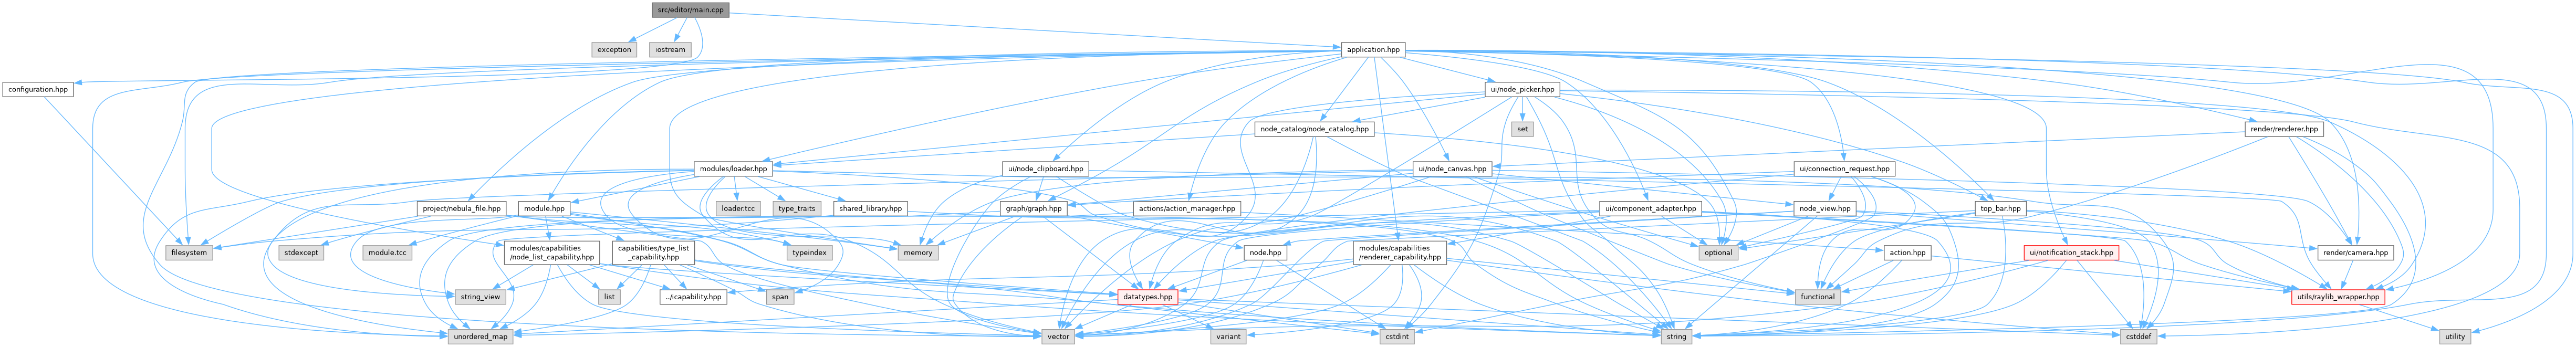 src/editor/main.cpp
exception
iostream
application.hpp
configuration.hpp
ui/node_picker.hpp
node_catalog/node_catalog.hpp
set
render/renderer.hpp
modules/loader.hpp
ui/node_clipboard.hpp
ui/node_canvas.hpp
ui/connection_request.hpp
project/nebula_file.hpp
module.hpp
loader.tcc
type_traits
shared_library.hpp
graph/graph.hpp
actions/action_manager.hpp
ui/component_adapter.hpp
node_view.hpp
top_bar.hpp
filesystem
stdexcept
module.tcc
modules/capabilities
/node_list_capability.hpp
capabilities/type_list
_capability.hpp
typeindex
memory
node.hpp
modules/capabilities
/renderer_capability.hpp
optional
action.hpp
ui/notification_stack.hpp
render/camera.hpp
string_view
list
../icapability.hpp
span
datatypes.hpp
functional
utils/raylib_wrapper.hpp
unordered_map
vector
variant
cstdint
string
cstddef
utility